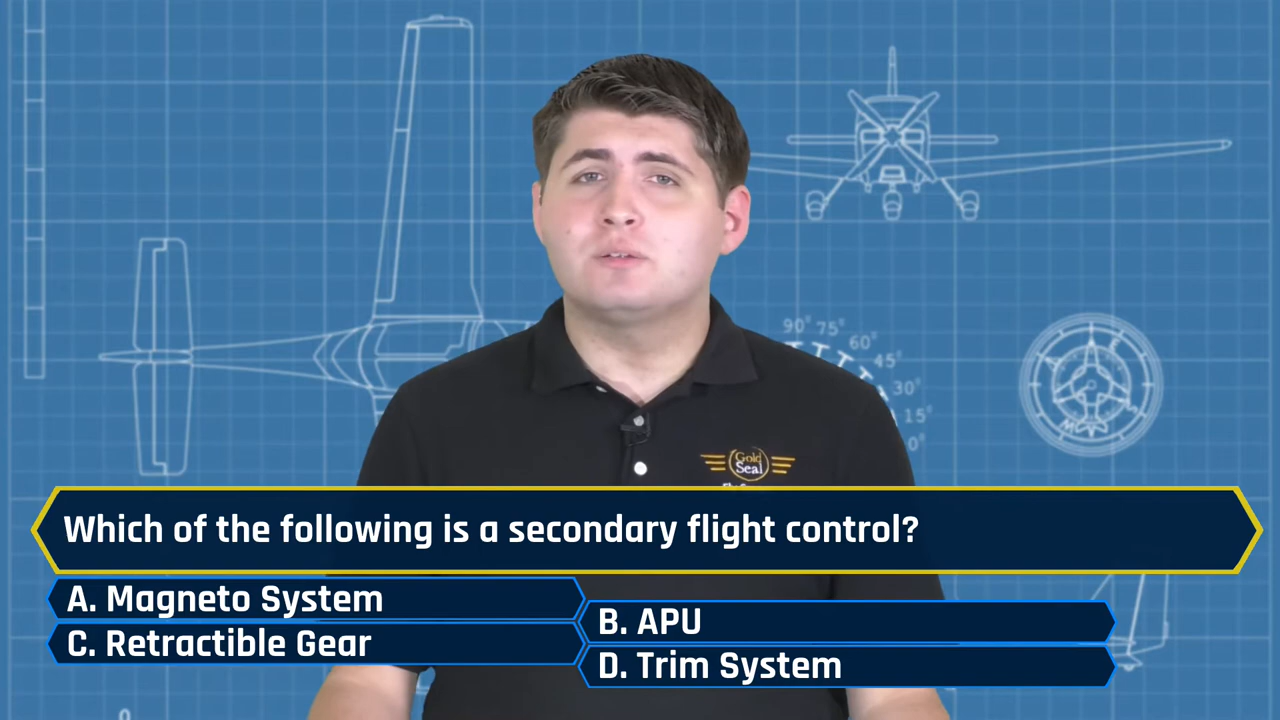 90° 75° 60°
45°
30°
15°
0°
Gold
Seal
Which of the following is a secondary flight control?
A. Magneto System
B. APU
C. Retractible Gear
D. Trim System